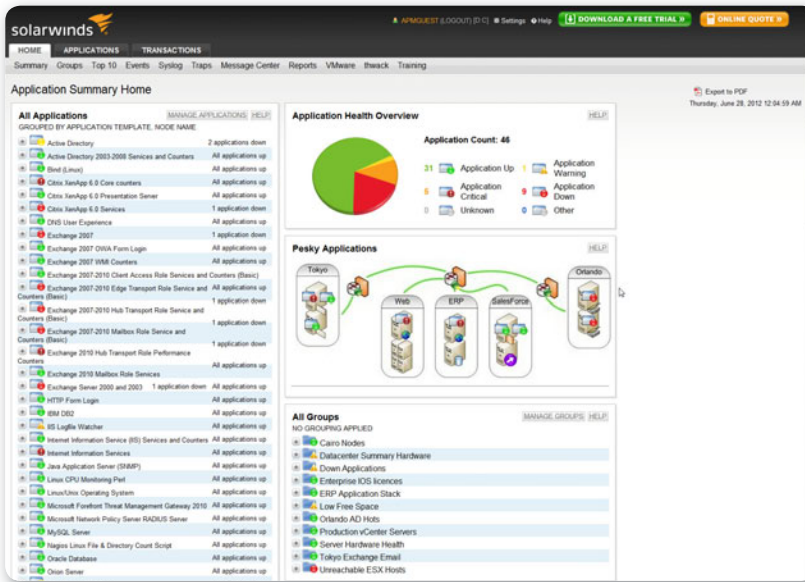 solarwinds
APMGUEST (LOGOUT) [D:C] Settings Help DOWNLOAD A FREE TRIAL » ONLINE QUOTE »
HOME APPLICATIONS TRANSACTIONS
Summary Groups Top 10 Events Syslog Traps Message Center Reports VMware thwack Training
Application Summary Home
Export to PDF
Thursday, June 28, 2012 12:04:59 AM
All Applications MANAGE APPLICATIONS HELP
GROUPED BY APPLICATION TEMPLATE, NODE NAME
Active Directory 2 applications down
Active Directory 2003-2008 Services and Counters All applications up
Bind (Linux) All applications up
Citrix XenApp 6.0 Core counters All applications up
Citrix XenApp 6.0 Presentation Server All applications up
Citrix XenApp 6.0 Services 1 application down
DNS User Experience All applications up
Exchange 2007 1 application down
Exchange 2007 OWA Form Login All applications up
Exchange 2007 WMI Counters All applications up
Exchange 2007-2010 Client Access Role Services and Counters (Basic)
Exchange 2007-2010 Edge Transport Role Service and All applications up
Counters (Basic) 1 application down
Exchange 2007-2010 Hub Transport Role Service and
Counters (Basic) 1 application down
Exchange 2007-2010 Mailbox Role Service and
Counters (Basic) 1 application down
Exchange 2010 Hub Transport Role Performance
Counters All applications up
Exchange 2010 Mailbox Role Services
Exchange Server 2000 and 2003 1 application down All applications up
HTTP Form Login All applications up
IBM DB2 All applications up
IIS Logfile Watcher All applications up
Internet Information Service (IIS) Services and Counters All applications up
Internet Information Services All applications up
Java Application Server (SNMP) All applications up
Linux CPU Monitoring Perl All applications up
Linux/Unix Operating System All applications up
Microsoft Forefront Threat Management Gateway 2010 All applications up
Microsoft Network Policy Server RADIUS Server All applications up
MySQL Server All applications up
Nagios Linux File & Directory Count Script All applications up
Oracle Database All applications up
Orion Server All applications up
Application Health Overview HELP
Application Count: 46
31 Application Up 1 Application Warning
5 Application Critical 9 Application Down
0 Unknown 0 Other
Pesky Applications HELP
Tokyo Orlando
Web ERP SalesForce
All Groups MANAGE GROUPS HELP
NO GROUPING APPLIED
Cairo Nodes
Datacenter Summary Hardware
Down Applications
Enterprise IOS licences
ERP Application Stack
Low Free Space
Orlando AD Hots
Production vCenter Servers
Server Hardware Health
Tokyo Exchange Email
Unreachable ESX Hosts